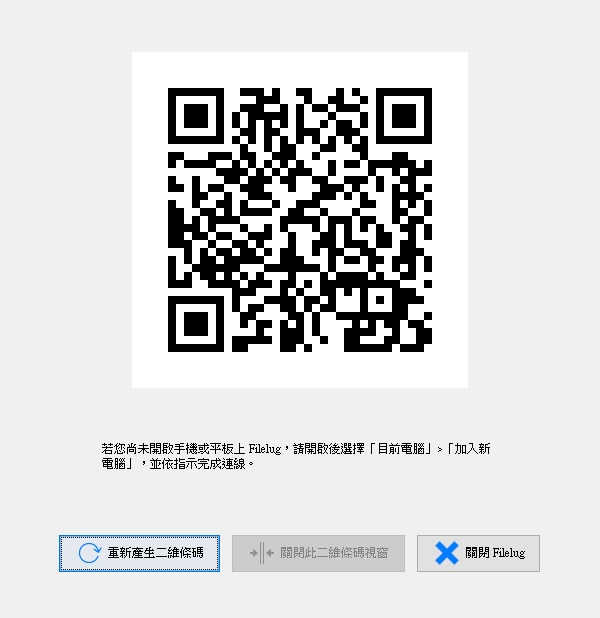 若您尚未開啟手機或平板上 Filelug，請開啟後選擇「目前電腦」>「加入新
電腦」，並依指示完成連線。
重新產生二維條碼
關閉此二維條碼視窗
關閉 Filelug